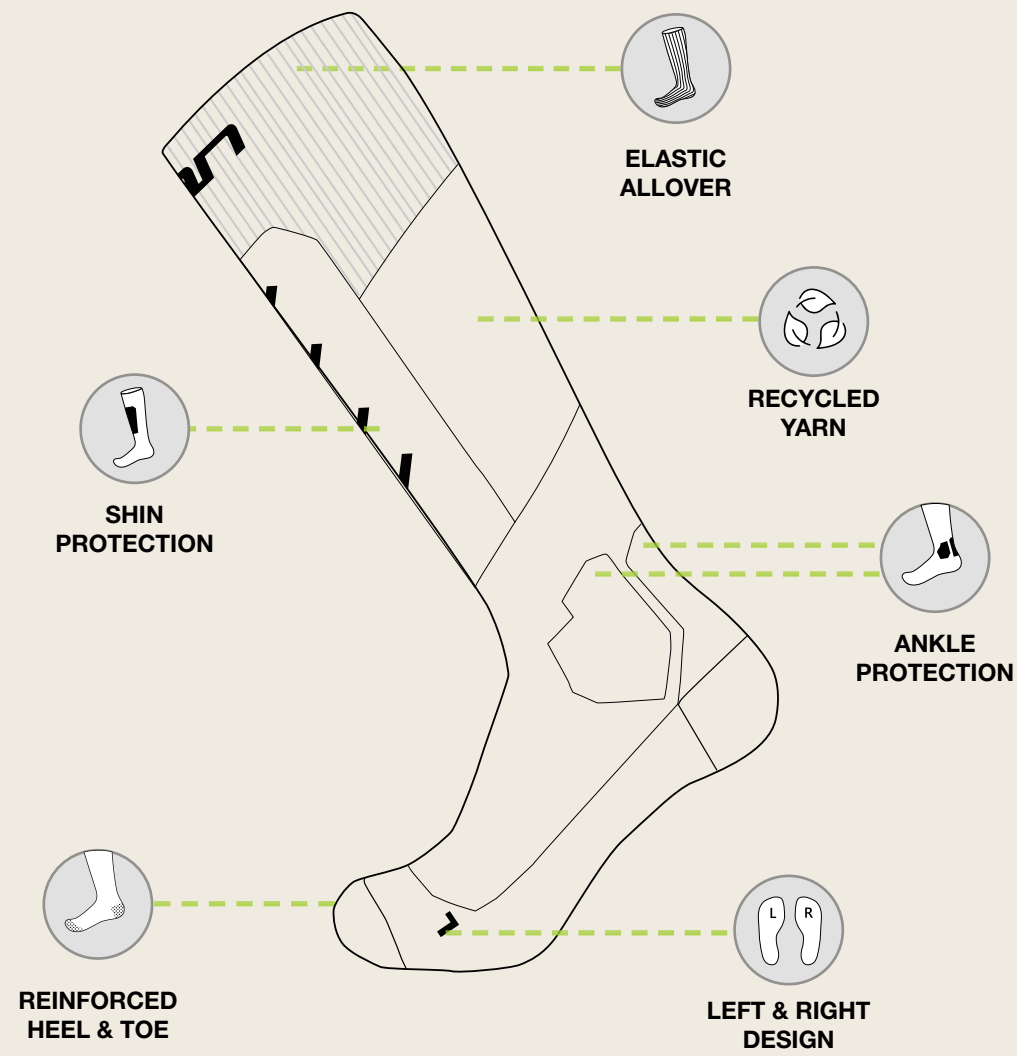 ELASTIC
ALLOVER
RECYCLED
YARN
SHIN
PROTECTION
ANKLE
PROTECTION
L R
REINFORCED
HEEL & TOE
LEFT & RIGHT
DESIGN